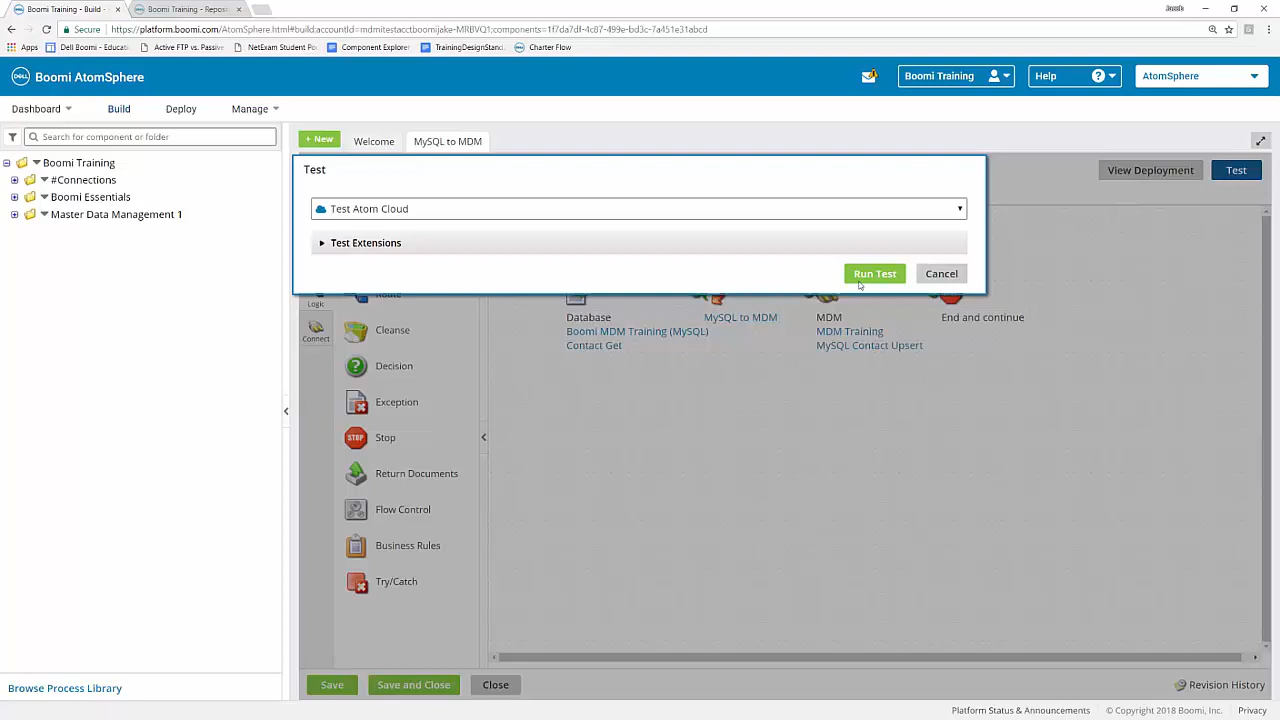 Boomi Training - Build -
Boomi Training - Repos
Secure
https://platform.boomi.com/AtomSphere.html#build;accountId=mdmitestacctboomijake-MRBVQ1;components=1f7da7df-4c87-499e-bd3c-7a451e31abcd
Apps
Dell Boomi - Educati
Active FTP vs. Passive
NetExam Student Po
Component Explorer
TrainingDesignStand
Charter Flow
DELL
Boomi AtomSphere
Boomi Training
Help
AtomSphere
Dashboard
Build
Deploy
Manage
Search for component or folder
+ New
Welcome
MySQL to MDM
Boomi Training
#Connections
Boomi Essentials
Master Data Management 1
Test
View Deployment
Test
Test Atom Cloud
Test Extensions
Run Test
Cancel
Logic
Connect
Route
Cleanse
Decision
Exception
STOP
Stop
Return Documents
Flow Control
Business Rules
Try/Catch
Database
Boomi MDM Training (MySQL)
Contact Get
MySQL to MDM
MDM
MDM Training
MySQL Contact Upsert
End and continue
Save
Save and Close
Close
Revision History
Browse Process Library
Platform Status & Announcements
© Copyright 2018 Boomi, Inc.
Privacy